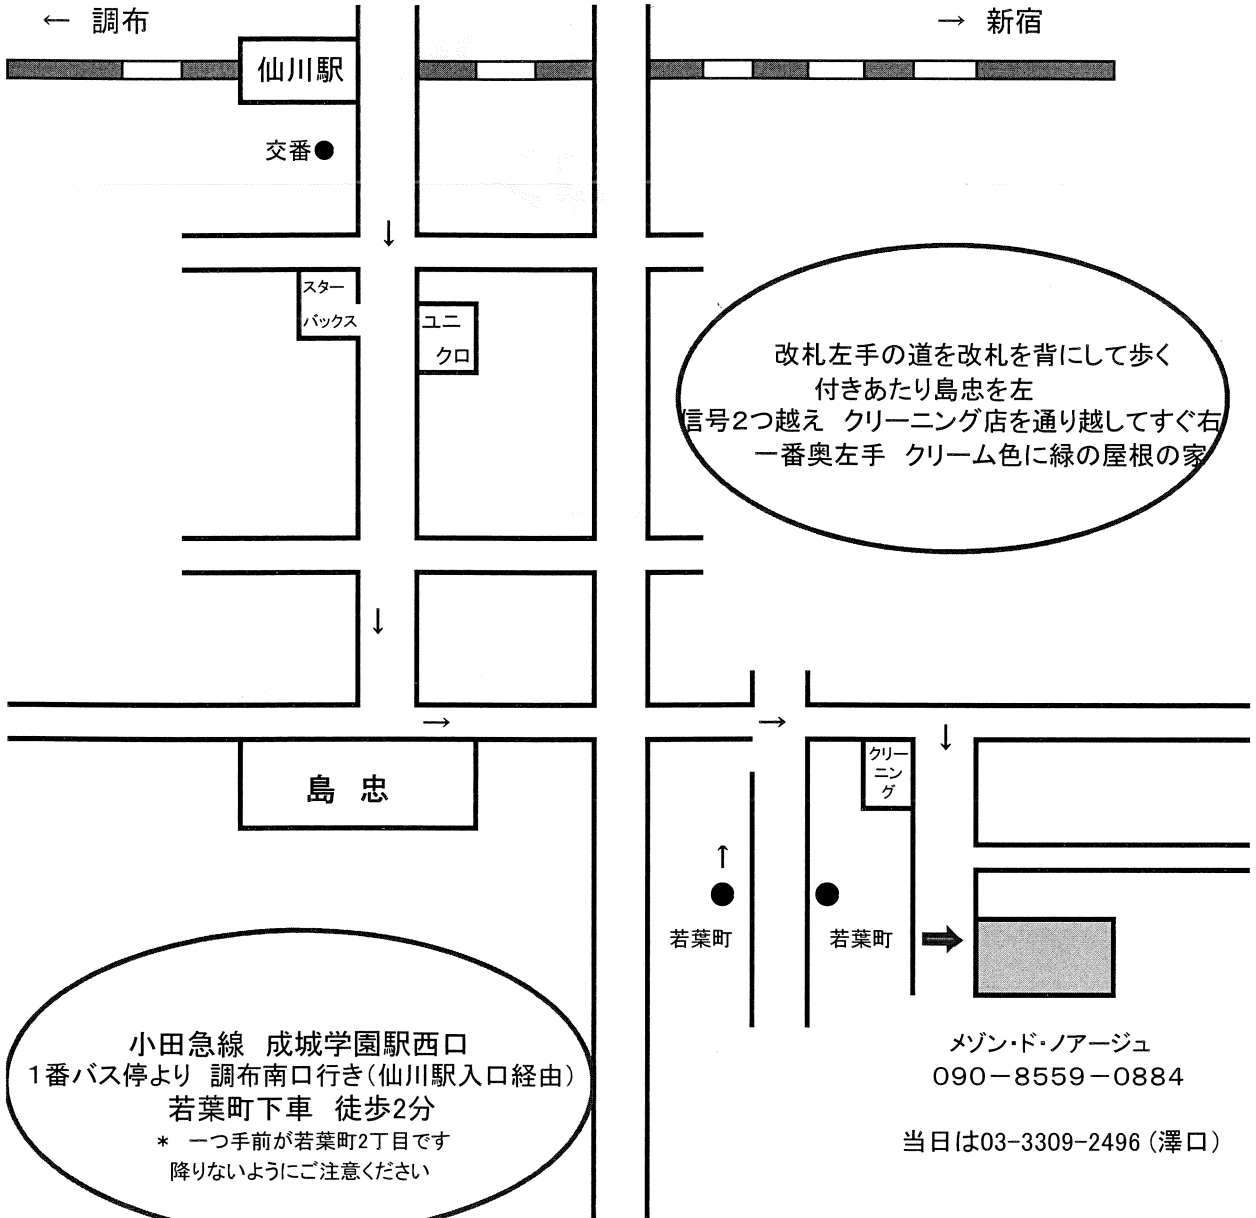 ← 調布
→ 新宿
仙川駅
交番●
↓
スター
バックス
ユニ
クロ
改札左手の道を改札を背にして歩く
付きあたり島忠を左
信号２つ越え　クリーニング店を通り越してすぐ右
一番奥左手　クリーム色に緑の屋根の家
↓
→
→
↓
島　忠
クリー
ニン
グ
↑
若葉町
若葉町
小田急線　成城学園駅西口
１番バス停より　調布南口行き（仙川駅入口経由）
若葉町下車　徒歩2分
＊　一つ手前が若葉町2丁目です
降りないようにご注意ください
メゾン・ド・ノアージュ
０９０－８５５９－０８８４
当日は03-3309-2496（澤口）